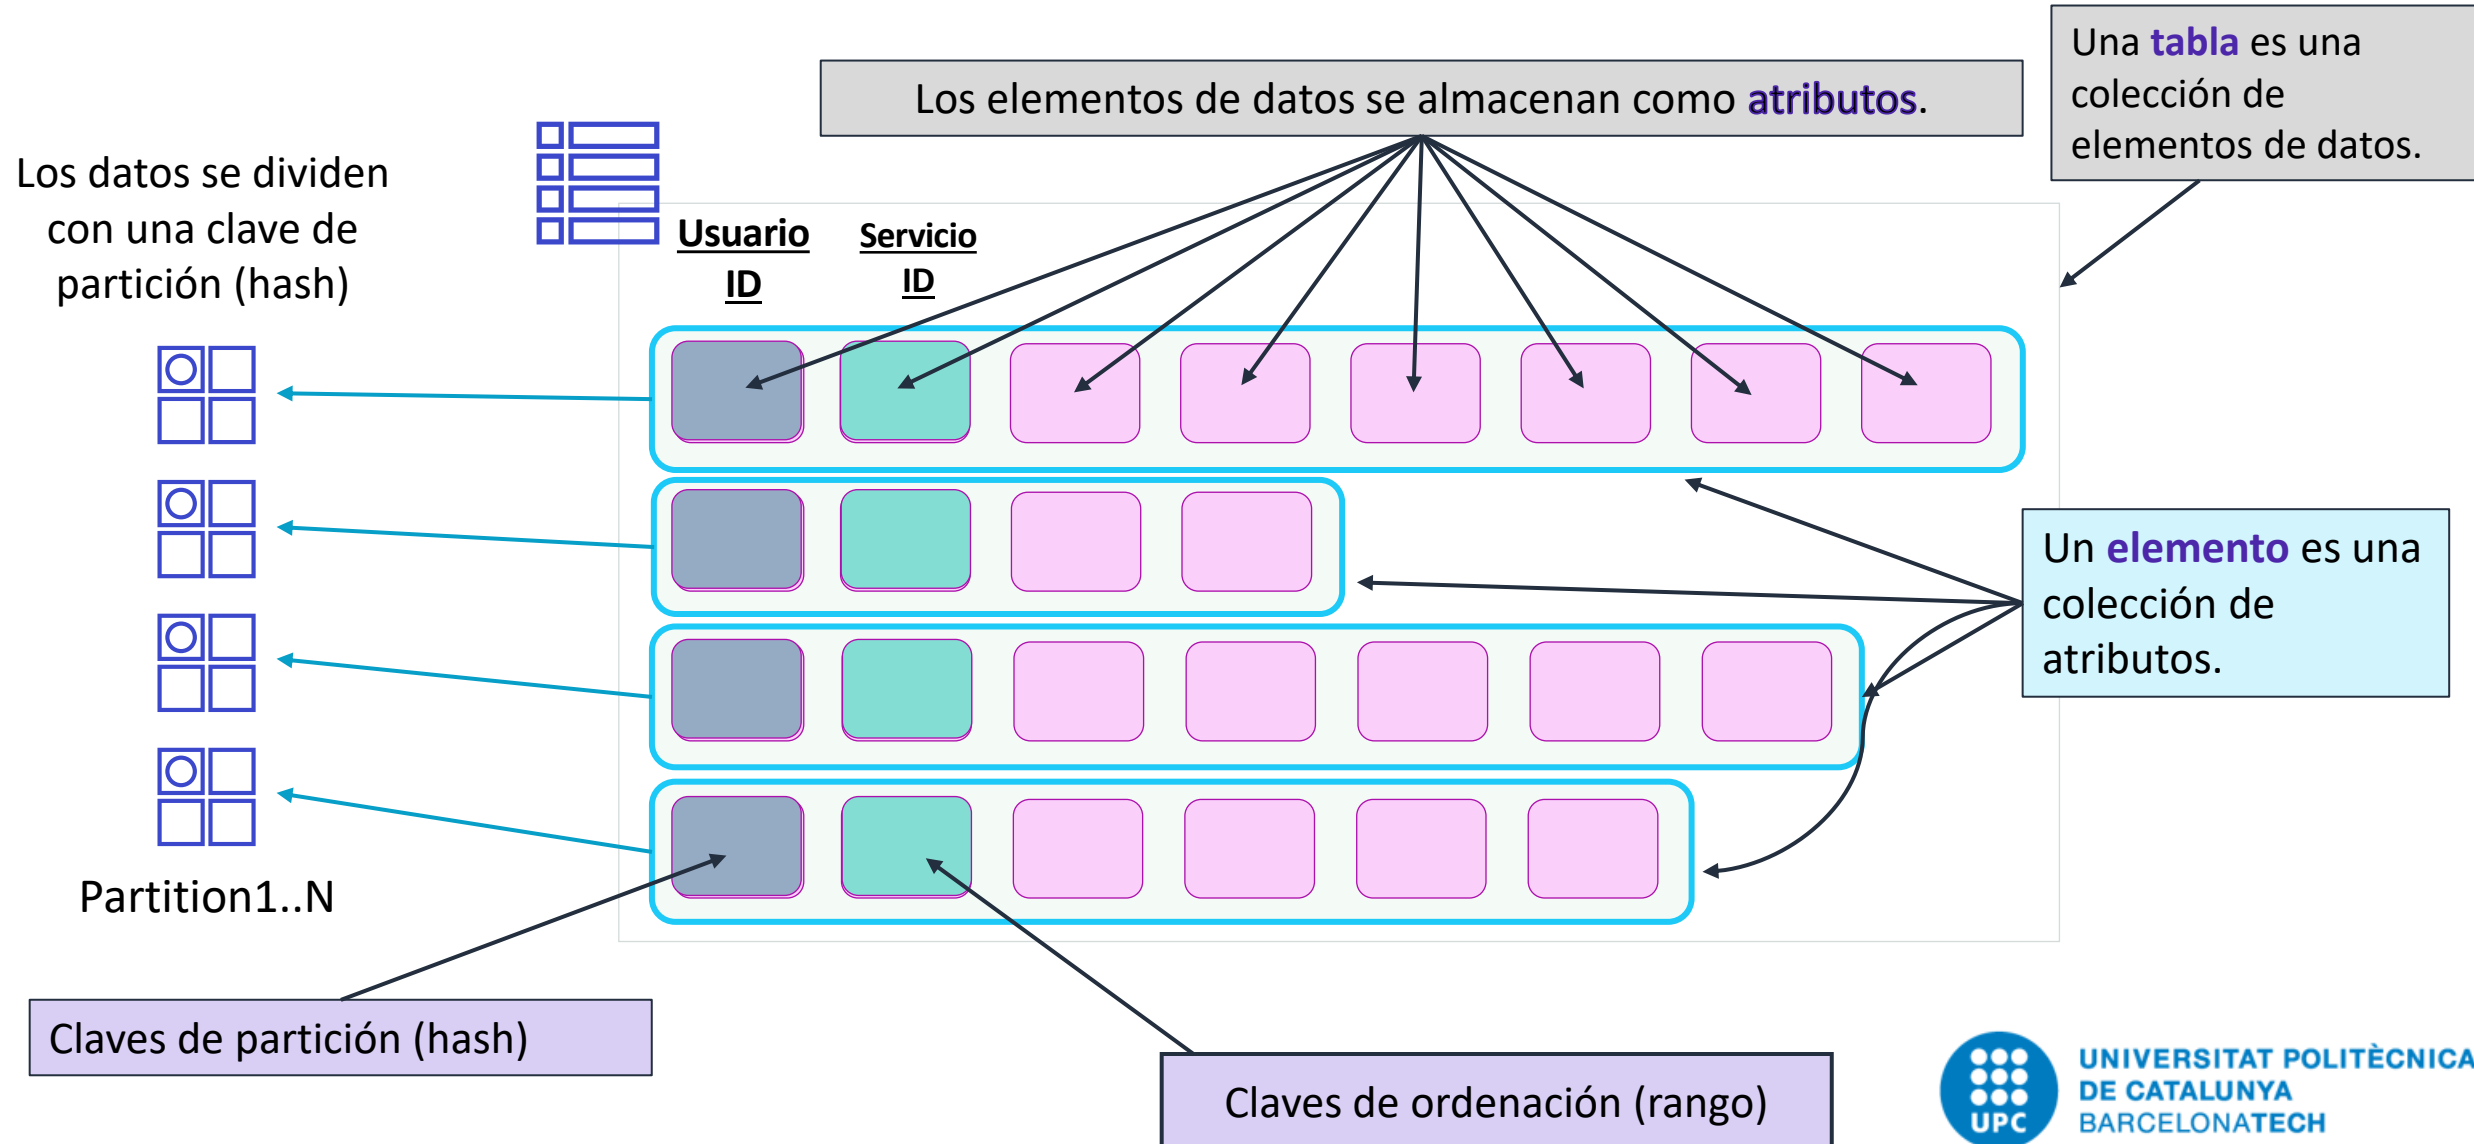 Los elementos de datos se almacenan como atributos.
Una tabla es una
colección de
elementos de datos.
Los datos se dividen
con una clave de
partición (hash)
Usuario
ID
Servicio
ID
Un elemento es una
colección de
atributos.
Partition1..N
Claves de partición (hash)
Claves de ordenación (rango)
UPC
UNIVERSITAT POLITÈCNICA
DE CATALUNYA
BARCELONATECH